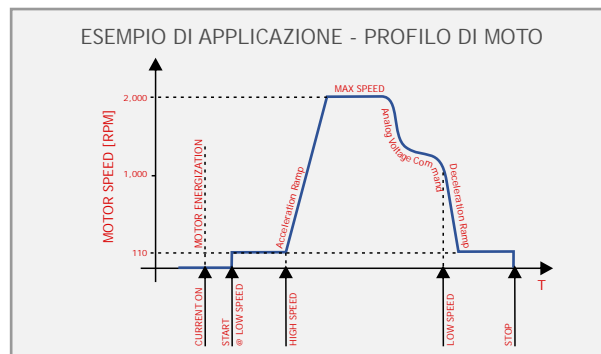 ESEMPIO DI APPLICAZIONE - PROFILO DI MOTO
MOTOR SPEED [RPM]
2,000
1,000
110
MOTOR ENERGIZATION
Acceleration Ramp
MAX SPEED
Analog Voltage Command
Deceleration Ramp
T
CURRENT ON
START
@ LOW SPEED
HIGH SPEED
LOW SPEED
STOP